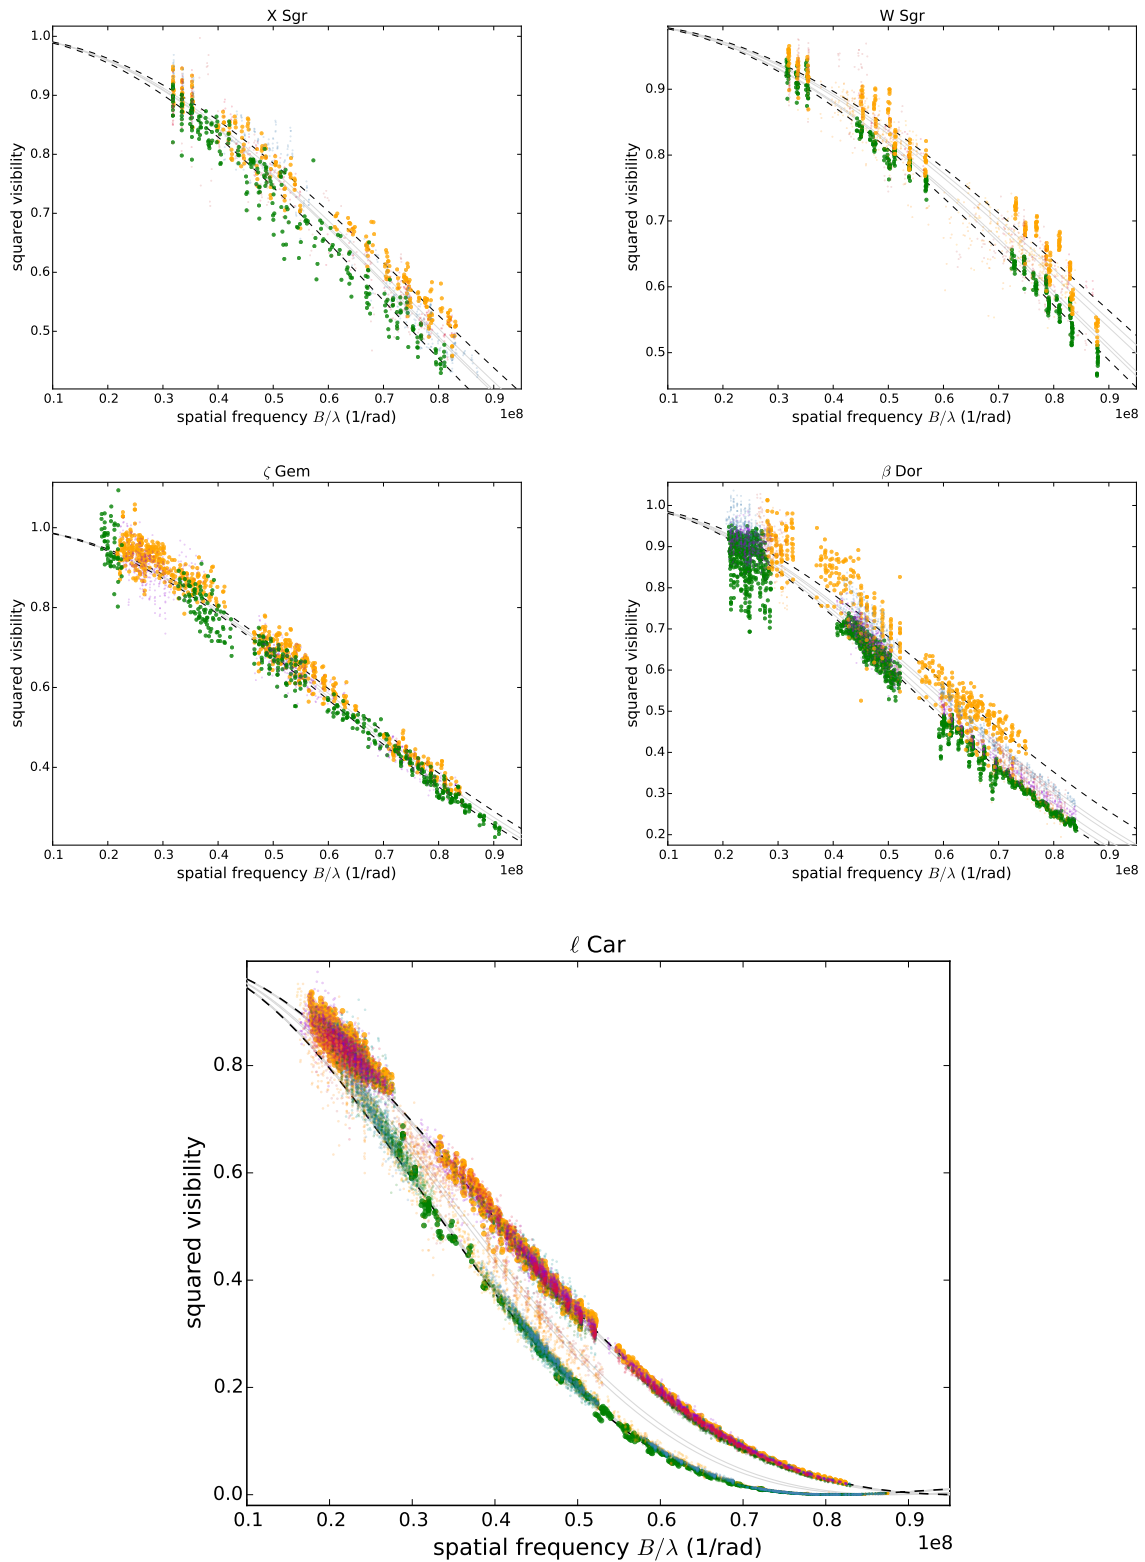 X Sgr
1.0
0.9
0.8
0.7
0.6
0.5
squared visibility
0.1 0.2 0.3 0.4 0.5 0.6 0.7 0.8 0.9
1e8
spatial frequency B/λ (1/rad)
W Sgr
0.9
0.8
0.7
0.6
0.5
squared visibility
0.1 0.2 0.3 0.4 0.5 0.6 0.7 0.8 0.9
1e8
spatial frequency B/λ (1/rad)
ζ Gem
1.0
0.8
0.6
0.4
squared visibility
0.1 0.2 0.3 0.4 0.5 0.6 0.7 0.8 0.9
1e8
spatial frequency B/λ (1/rad)
β Dor
1.0
0.9
0.8
0.7
0.6
0.5
0.4
0.3
0.2
squared visibility
0.1 0.2 0.3 0.4 0.5 0.6 0.7 0.8 0.9
1e8
spatial frequency B/λ (1/rad)
ℓ Car
0.8
0.6
0.4
0.2
0.0
squared visibility
0.1 0.2 0.3 0.4 0.5 0.6 0.7 0.8 0.9
1e8
spatial frequency B/λ (1/rad)